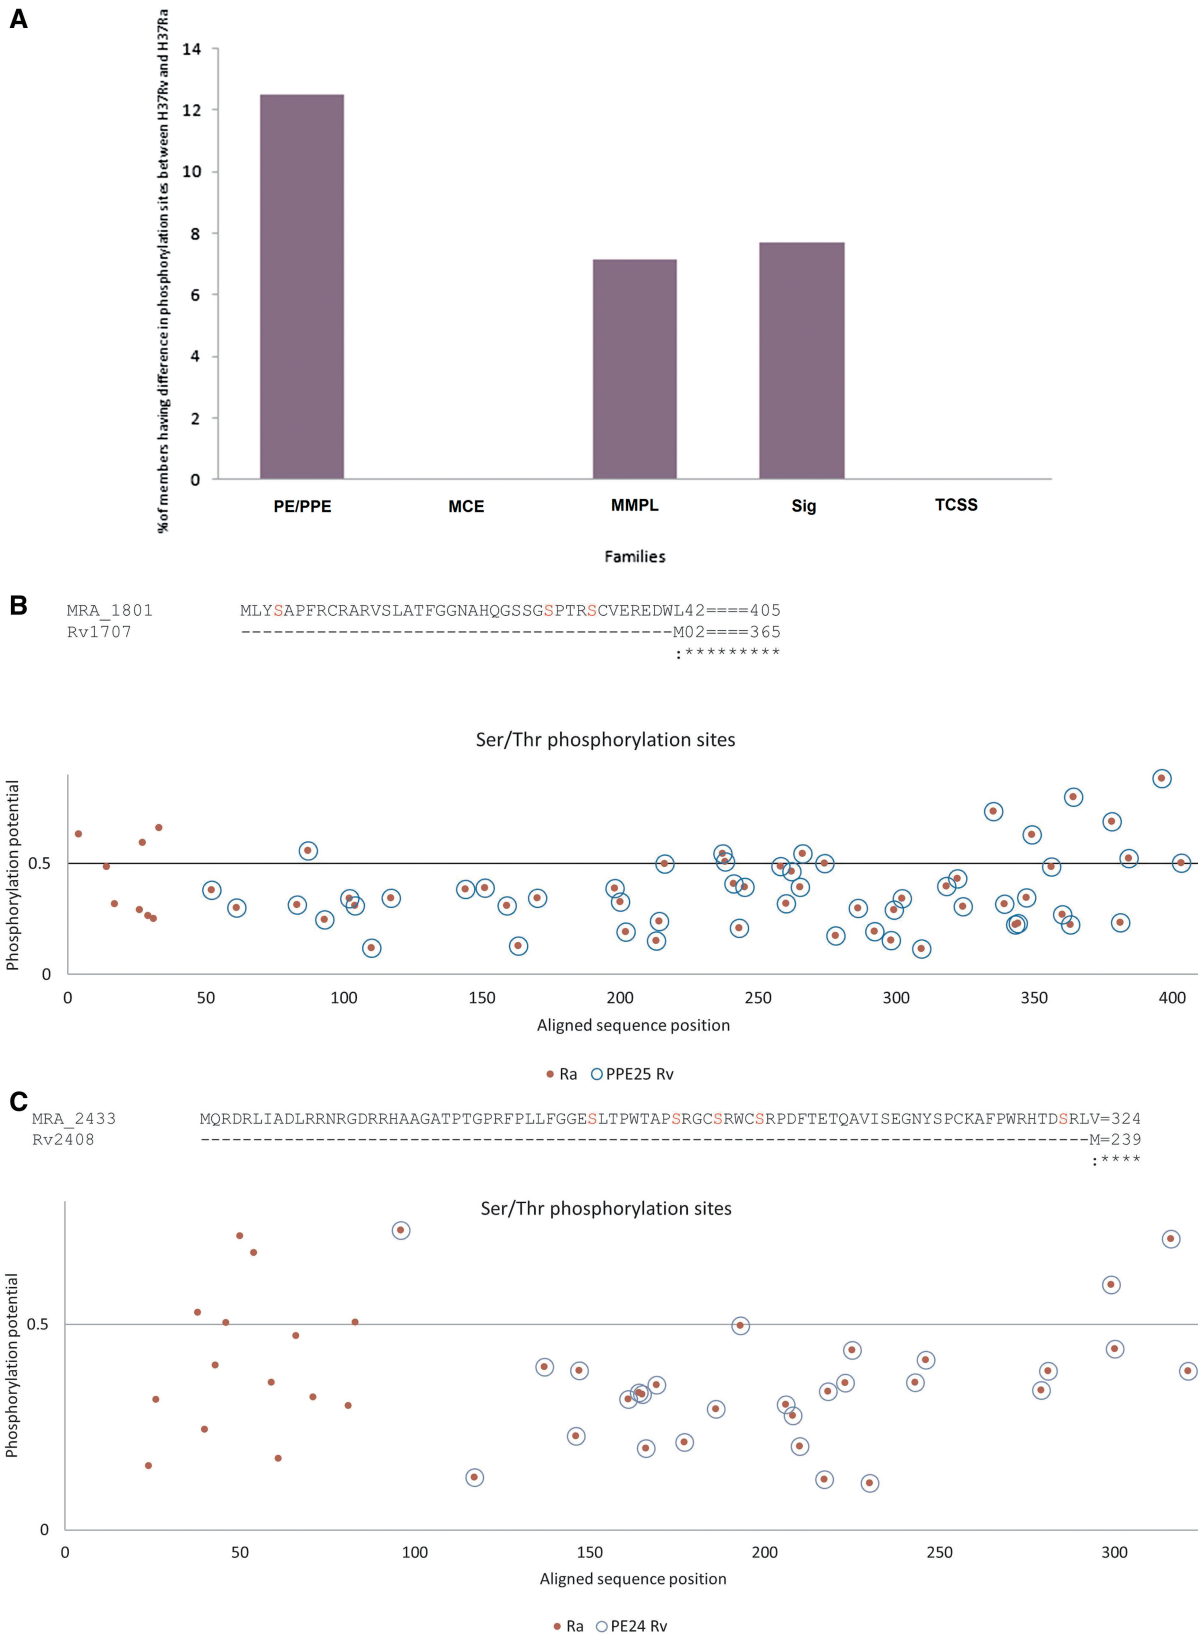 A
% of members having difference in phosphorylation sites between H37Rv and H37Ra
14
12
10
8
6
4
2
0
PE/PPE MCE MMPL Sig TCSS
Families
B
MRA_1801 MLYSAPFRCRARVSLATFGGNAHQGSSGSPTRSCVEREDWL42====405
Rv1707 ----------------------------------------M02====365
:*********
Ser/Thr phosphorylation sites
Phosphorylation potential
0.5
0
0 50 100 150 200 250 300 350 400
Aligned sequence position
Ra PPE25 Rv
C
MRA_2433 MQRDRLIADLRRNRGDRRHAAGATPTGPRFPLLFGGESLTPWTAPSRGCSRWCSRPDFTETQAVISEGNYSPCKAFPWRHTDSRLV=324
Rv2408 -------------------------------------------------------------------------------------M=239
:****
Ser/Thr phosphorylation sites
Phosphorylation potential
0.5
0
0 50 100 150 200 250 300
Aligned sequence position
Ra PE24 Rv